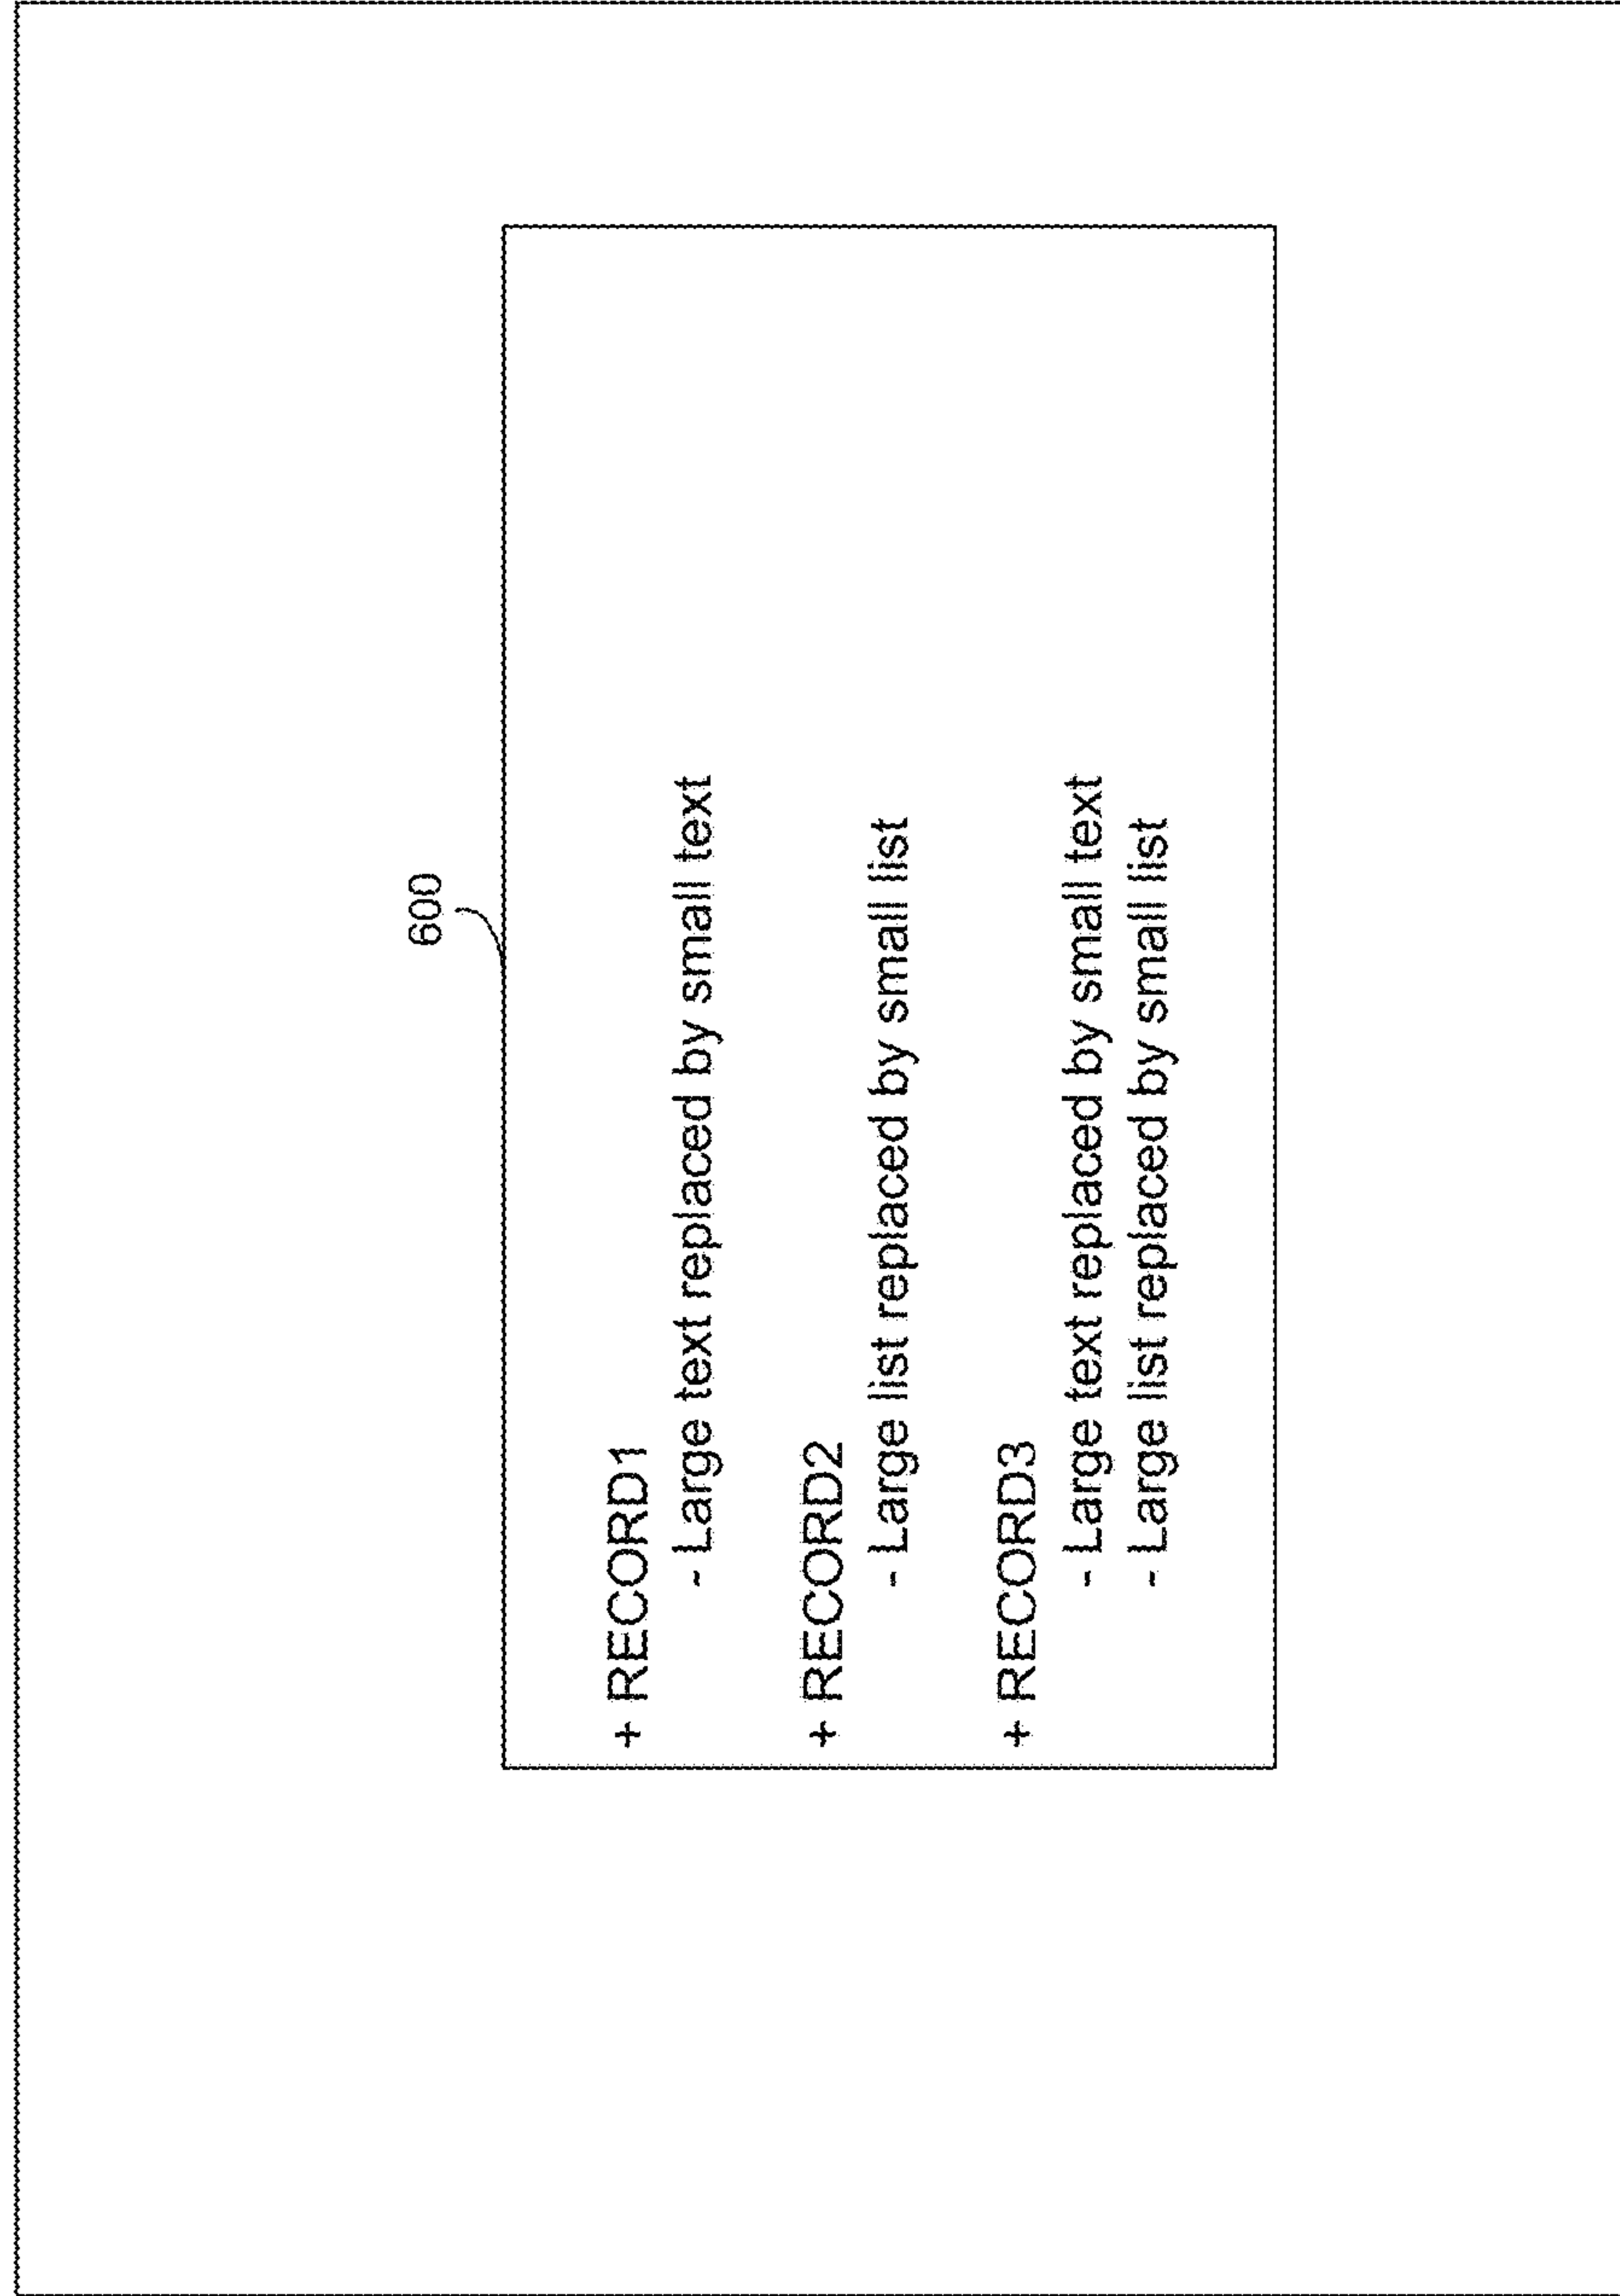 600
+ RECORD1
- Large text replaced by small text
+ RECORD2
- Large list replaced by small list
+ RECORD3
- Large text replaced by small text
- Large list replaced by small list